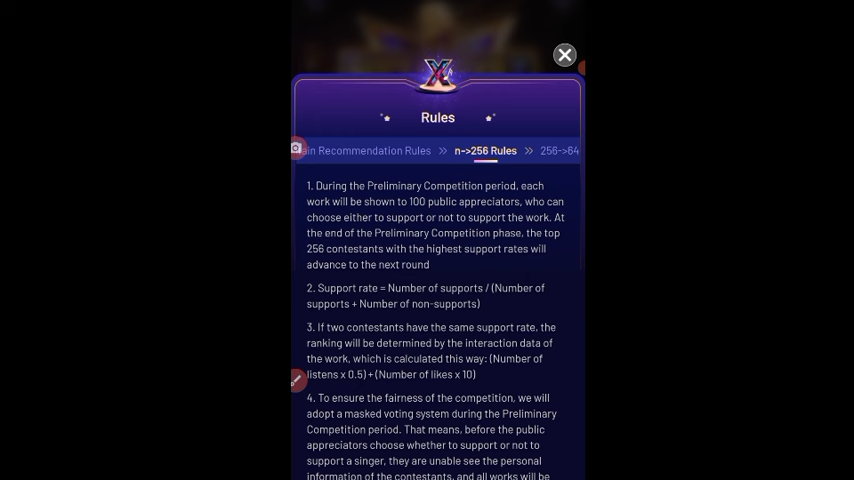 Rules
ain Recommendation Rules >> n->256 Rules >> 256->64
1. During the Preliminary Competition period, each
work will be shown to 100 public appreciators, who can
choose either to support or not to support the work. At
the end of the Preliminary Competition phase, the top
256 contestants with the highest support rates will
advance to the next round
2. Support rate = Number of supports / (Number of
supports + Number of non-supports)
3. If two contestants have the same support rate, the
ranking will be determined by the interaction data of
the work, which is calculated this way: (Number of
listens x 0.5) + (Number of likes x 10)
4. To ensure the fairness of the competition, we will
adopt a masked voting system during the Preliminary
Competition period. That means, before the public
appreciators choose whether to support or not to
support a singer, they are unable see the personal
information of the contestants, and all works will be